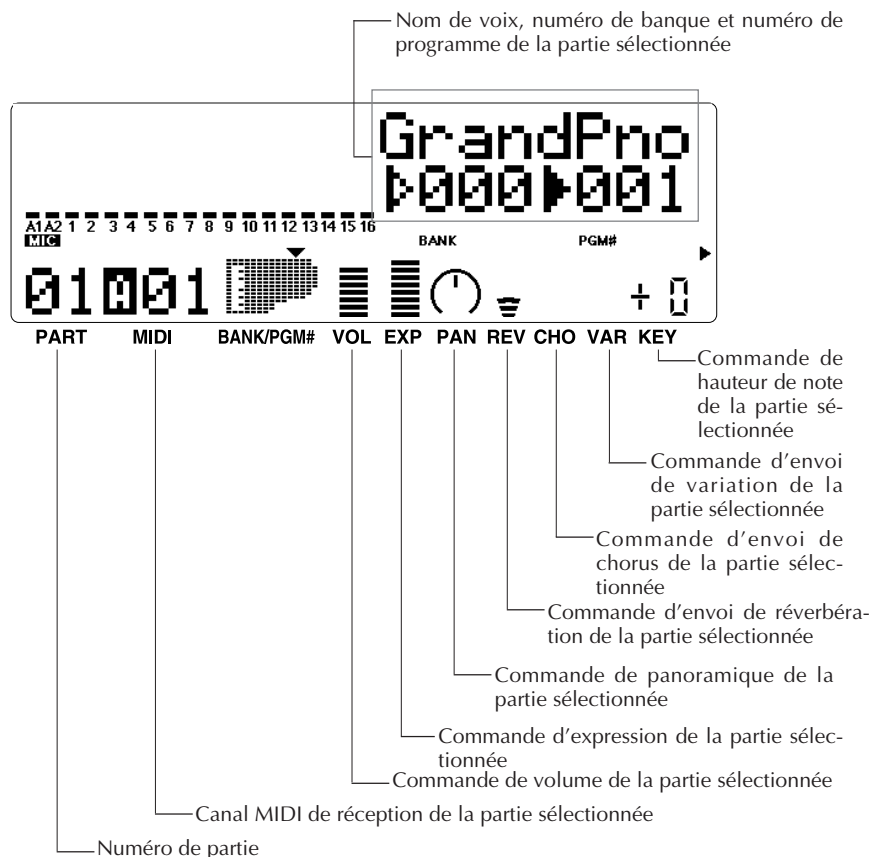 Nom de voix, numéro de banque et numéro de
programme de la partie sélectionnée
GrandPno
000 001
A1 A2 1 2 3 4 5 6 7 8 9 10 11 12 13 14 15 16
MIC
BANK PGM#
01 A01 + 0
PART MIDI BANK/PGM# VOL EXP PAN REV CHO VAR KEY
Commande de
hauteur de note
de la partie sé-
lectionnée
Commande d'envoi
de variation de la
partie sélectionnée
Commande d'envoi de
chorus de la partie sélec-
tionnée
Commande d'envoi de réverbéra-
tion de la partie sélectionnée
Commande de panoramique de la
partie sélectionnée
Commande d'expression de la partie sélec-
tionnée
Commande de volume de la partie sélectionnée
Canal MIDI de réception de la partie sélectionnée
Numéro de partie